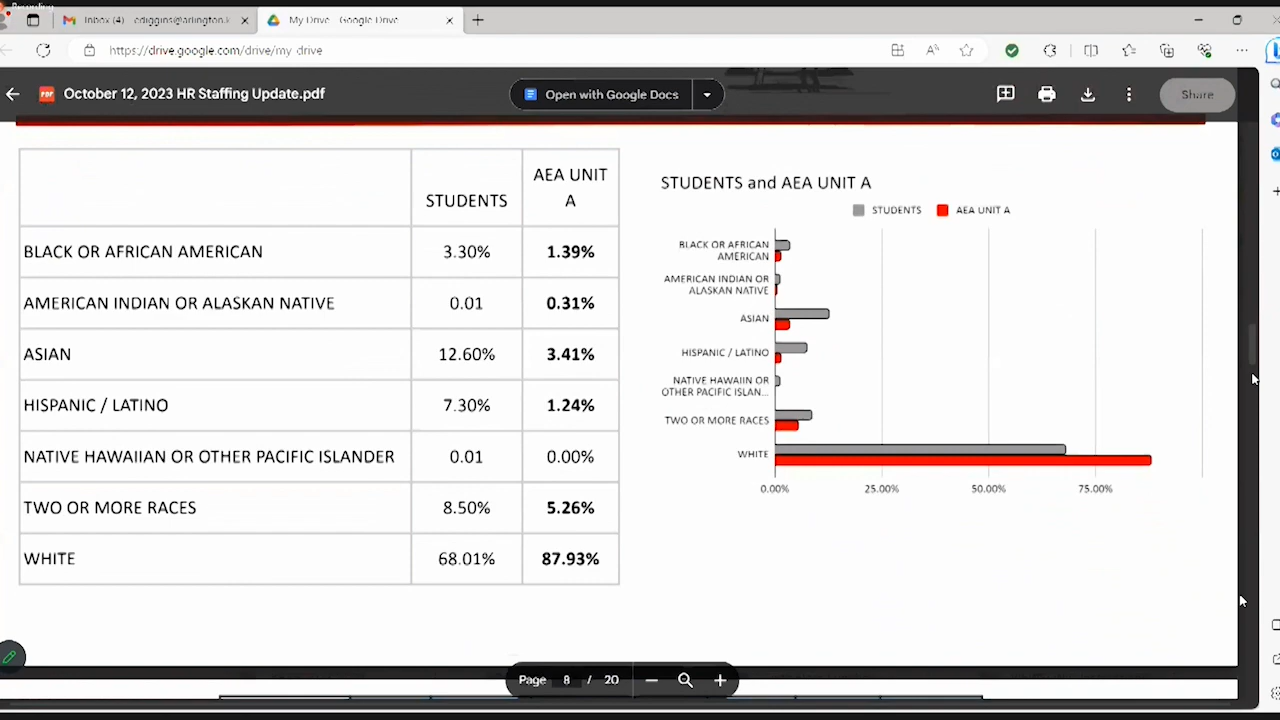 Recording
Inbox (4)
My Drive - Google Drive
https://drive.google.com/drive/my-drive
October 12, 2023 HR Staffing Update.pdf
PDF
Open with Google Docs
Share
STUDENTS
AEA UNIT
A
BLACK OR AFRICAN AMERICAN 3.30% 1.39%
AMERICAN INDIAN OR ALASKAN NATIVE 0.01 0.31%
ASIAN 12.60% 3.41%
HISPANIC / LATINO 7.30% 1.24%
NATIVE HAWAIIAN OR OTHER PACIFIC ISLANDER 0.01 0.00%
TWO OR MORE RACES 8.50% 5.26%
WHITE 68.01% 87.93%
STUDENTS and AEA UNIT A
STUDENTS AEA UNIT A
BLACK OR AFRICAN
AMERICAN
AMERICAN INDIAN OR
ALASKAN NATIVE
ASIAN
HISPANIC / LATINO
NATIVE HAWAIIN OR
OTHER PACIFIC ISLAN...
TWO OR MORE RACES
WHITE
0.00% 25.00% 50.00% 75.00%
Page 8 / 20